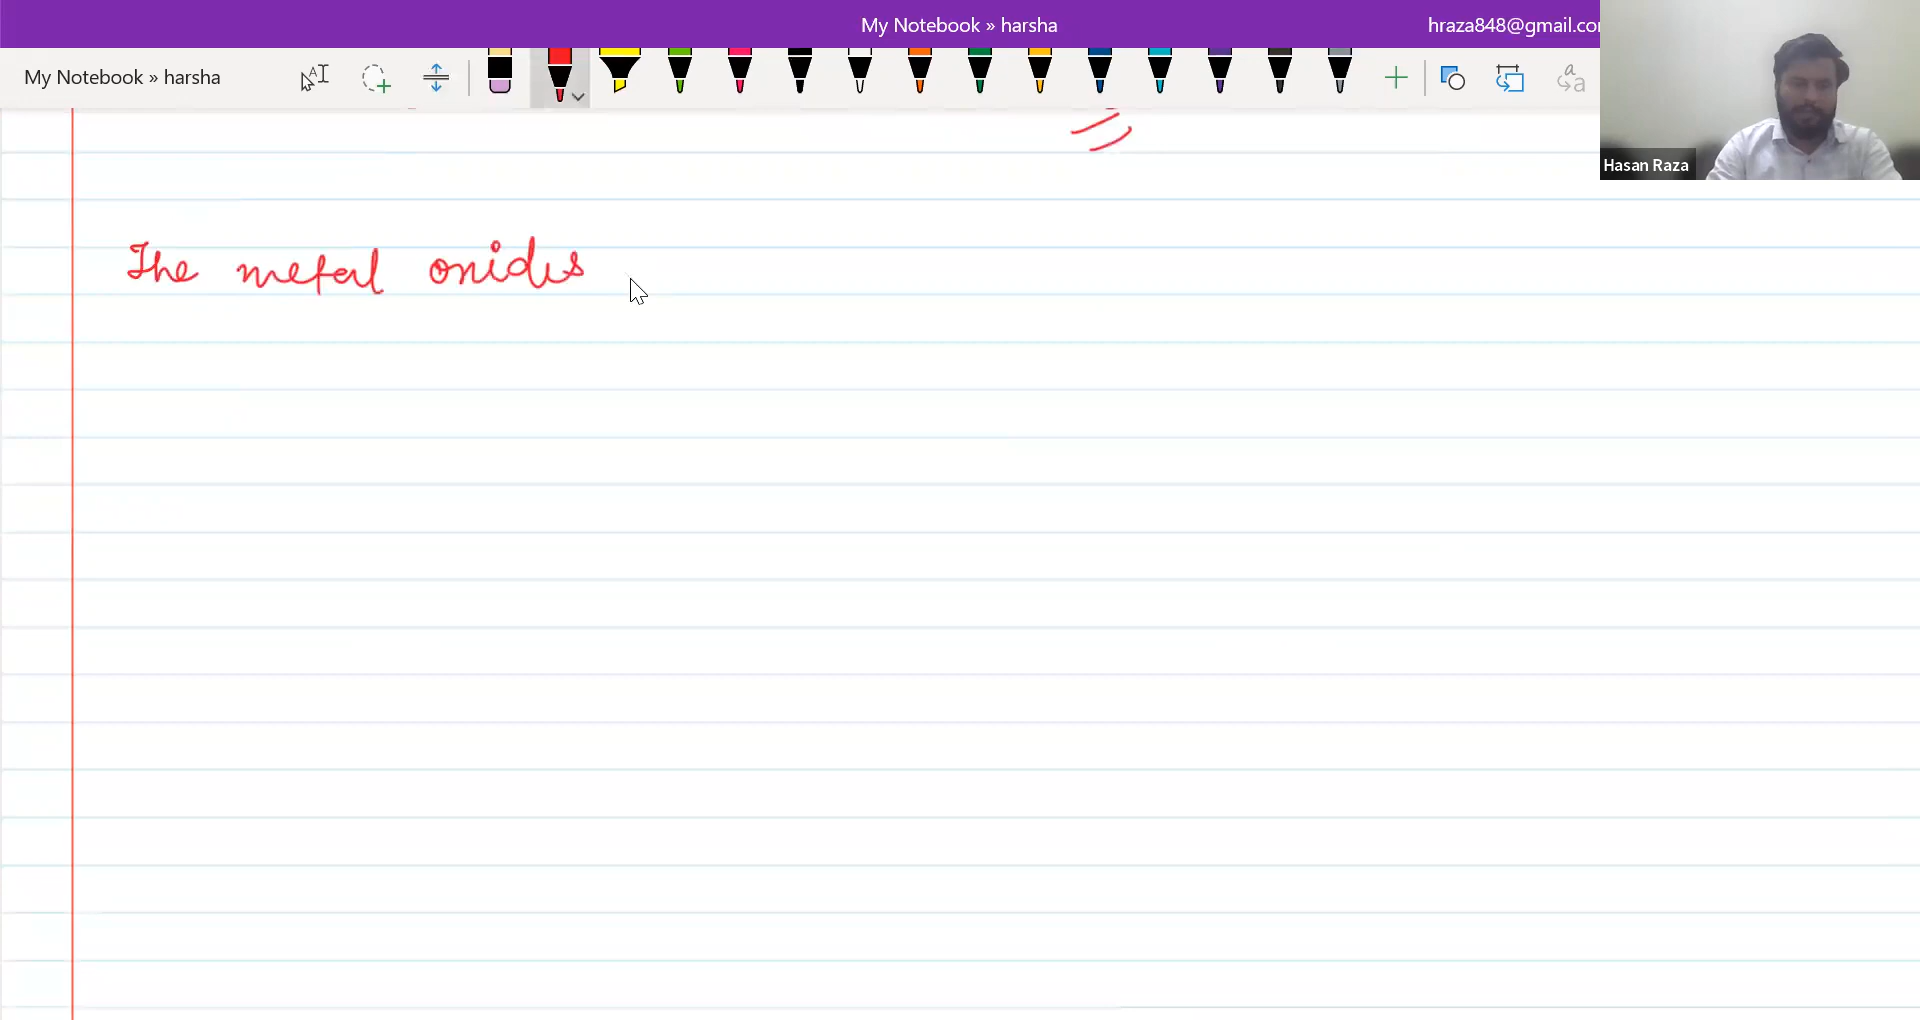 My Notebook » harsha
hraza848@gmail.co
My Notebook » harsha
Hasan Raza
The metal oxides